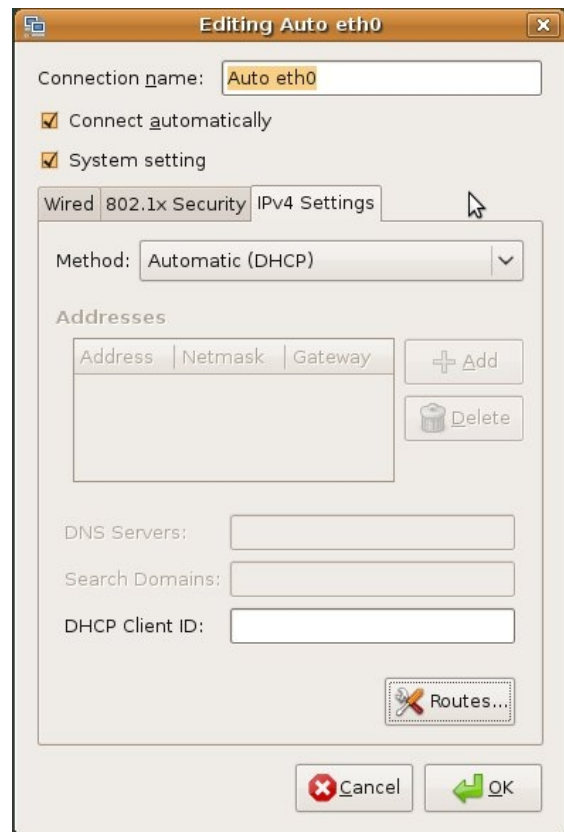 Editing Auto eth0
Connection name: Auto eth0
Connect automatically
System setting
Wired 802.1x Security IPv4 Settings
Method: Automatic (DHCP)
Addresses
Address Netmask Gateway Add
Delete
DNS Servers:
Search Domains:
DHCP Client ID:
Routes...
Cancel OK